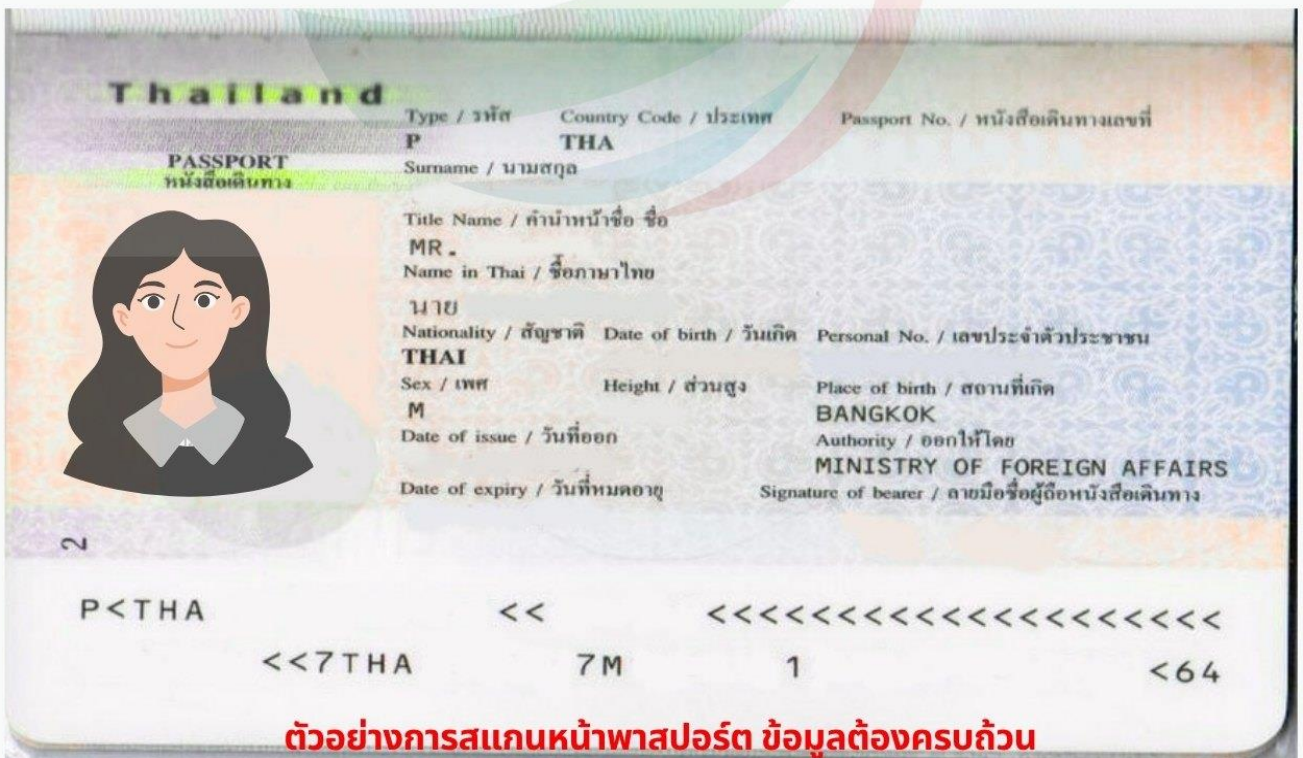 Thailand
PASSPORT
หนังสือเดินทาง
Type / รหัส Country Code / ประเทศ Passport No. / หนังสือเดินทางเลขที่
P THA
Surname / นามสกุล
Title Name / คำนำหน้าชื่อ ชื่อ
MR.
Name in Thai / ชื่อภาษาไทย
นาย
Nationality / สัญชาติ Date of birth / วันเกิด Personal No. / เลขประจำตัวประชาชน
THAI
Sex / เพศ Height / ส่วนสูง Place of birth / สถานที่เกิด
M BANGKOK
Date of issue / วันที่ออก Authority / ออกให้โดย
MINISTRY OF FOREIGN AFFAIRS
Date of expiry / วันที่หมดอายุ Signature of bearer / ลายมือชื่อผู้ถือหนังสือเดินทาง
2
P<THA << <<<<<<<<<<<<<<<<<<<<
<<7THA 7M 1 <64
ตัวอย่างการสแกนหน้าพาสปอร์ต ข้อมูลต้องครบถ้วน